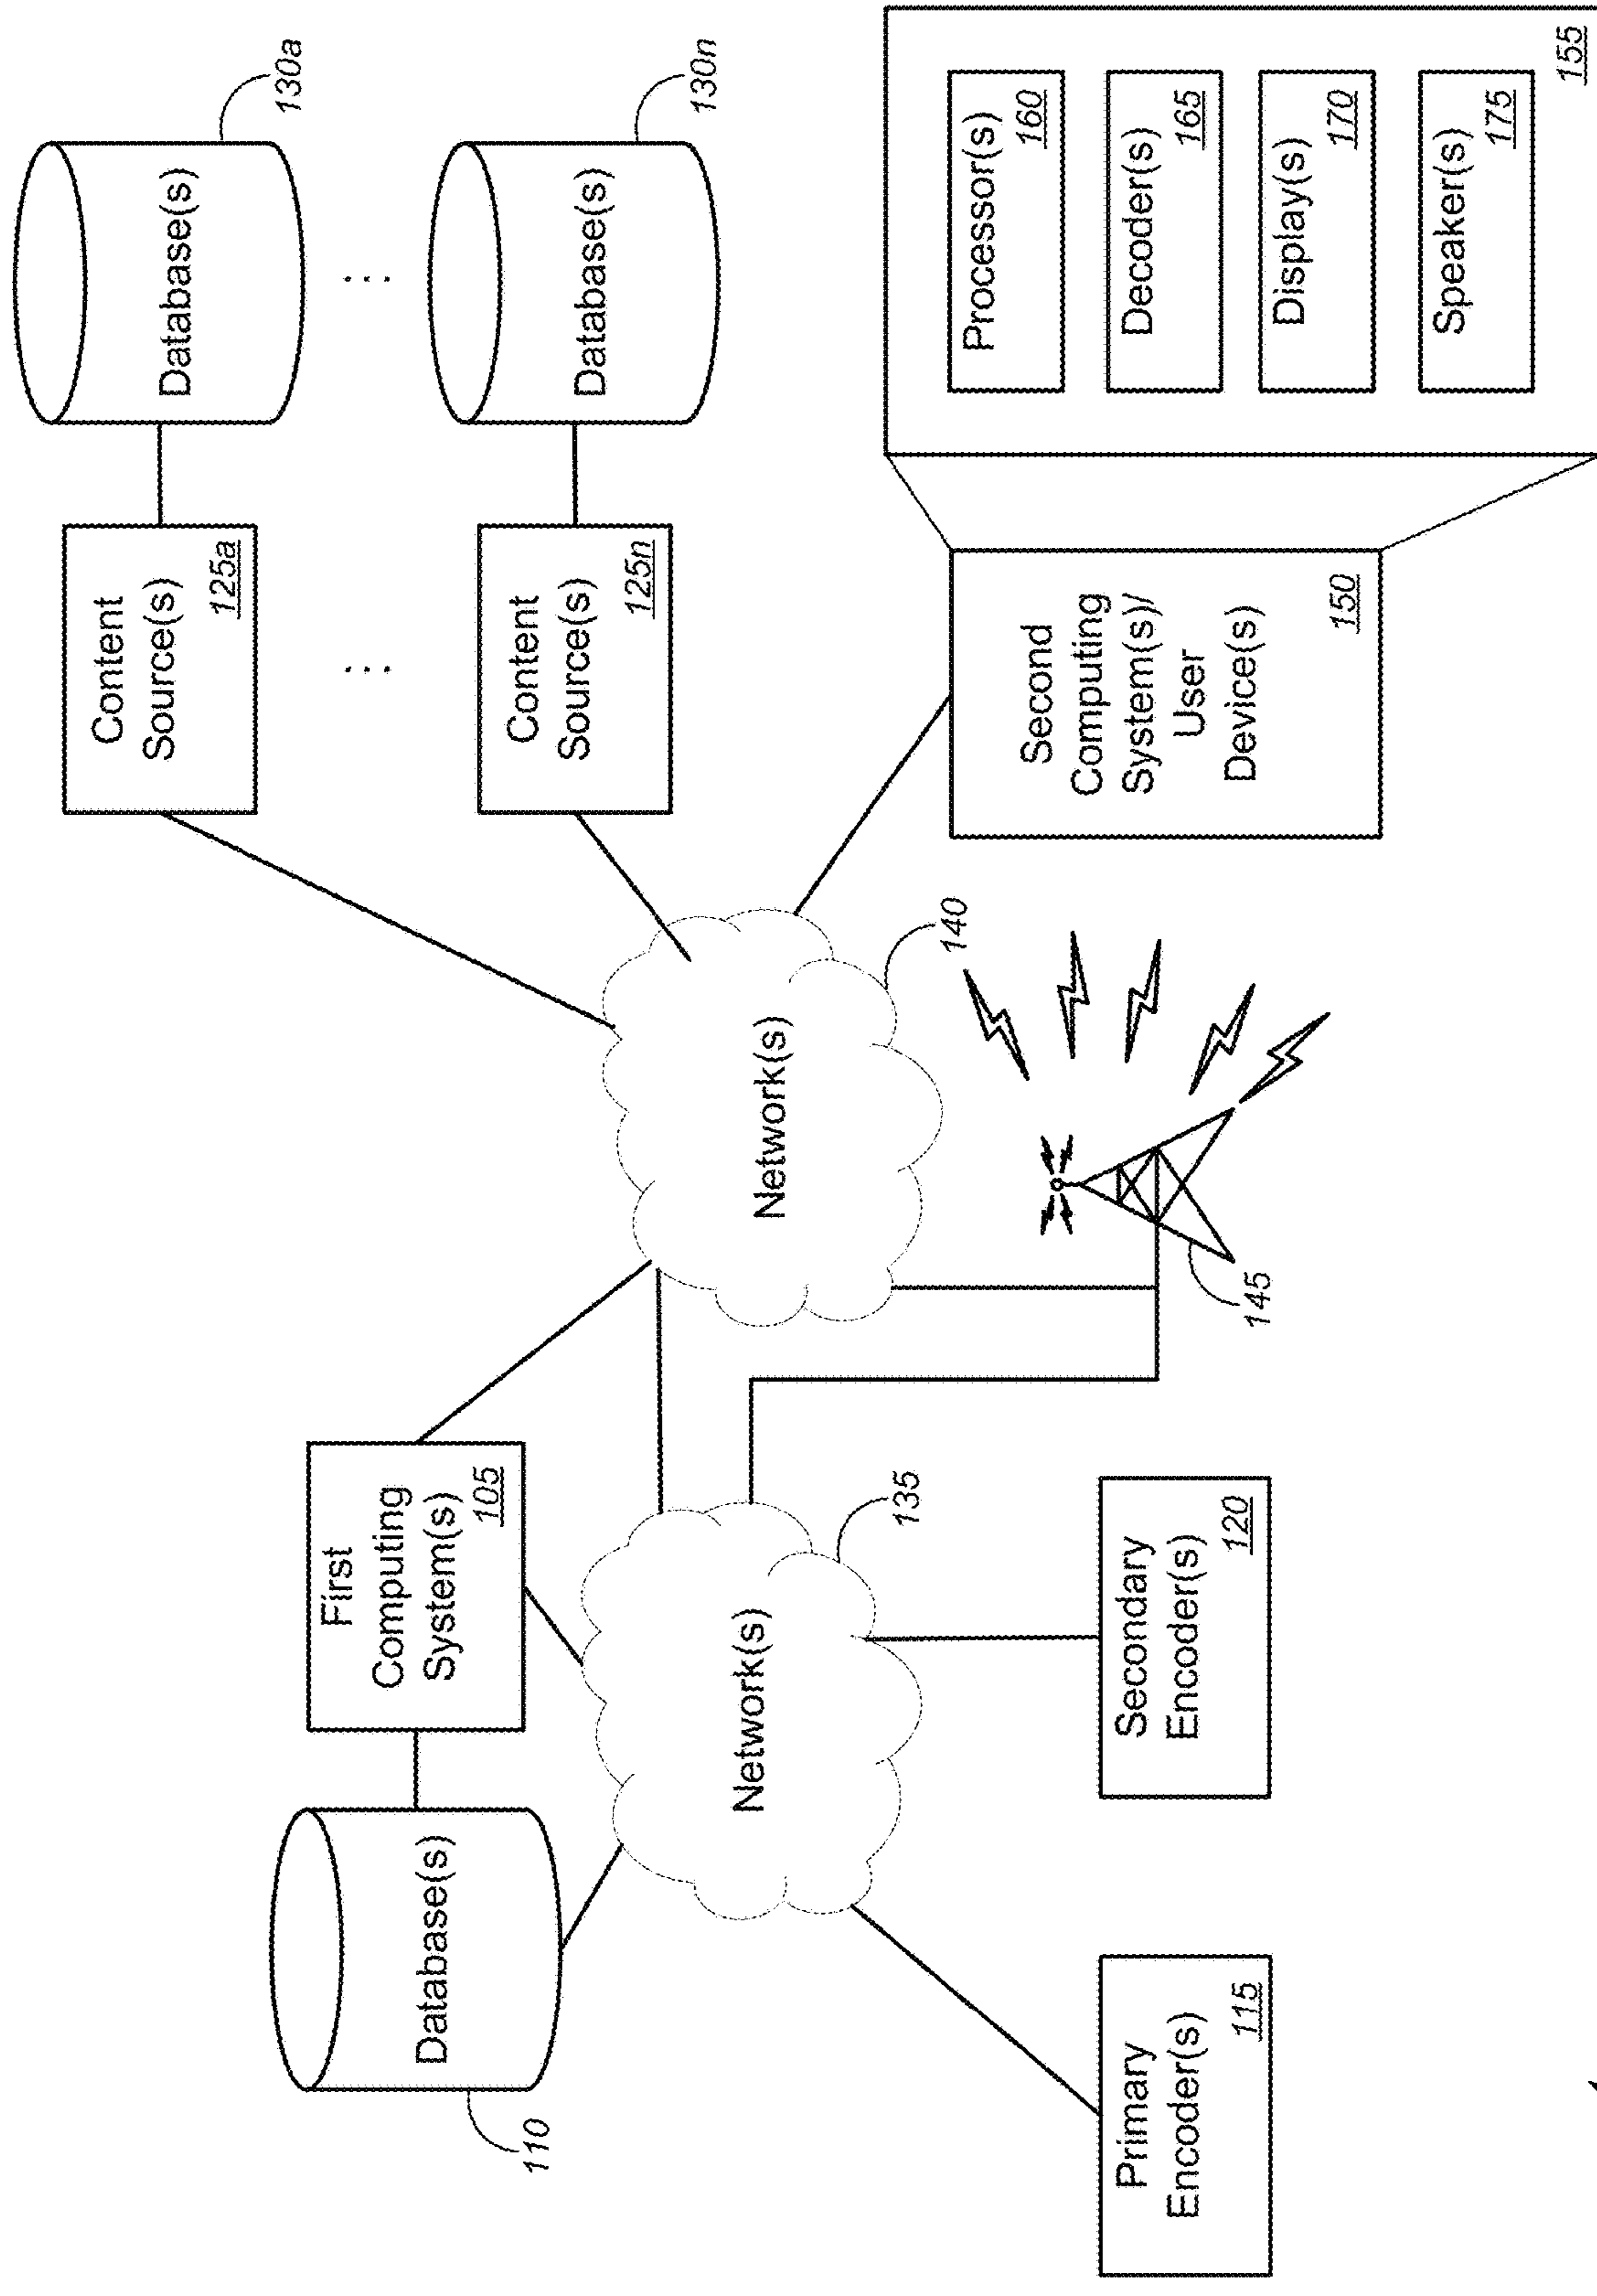 Database(s)
110
First
Computing
System(s)
105
Content
Source(s)
125a
Database(s)
130a
...
...
Content
Source(s)
125n
Database(s)
130n
Network(s)
135
Network(s)
140
Primary
Encoder(s)
115
Secondary
Encoder(s)
120
145
Second
Computing
System(s)/
User
Device(s)
150
Processor(s)
160
Decoder(s)
165
Display(s)
170
Speaker(s)
175
155